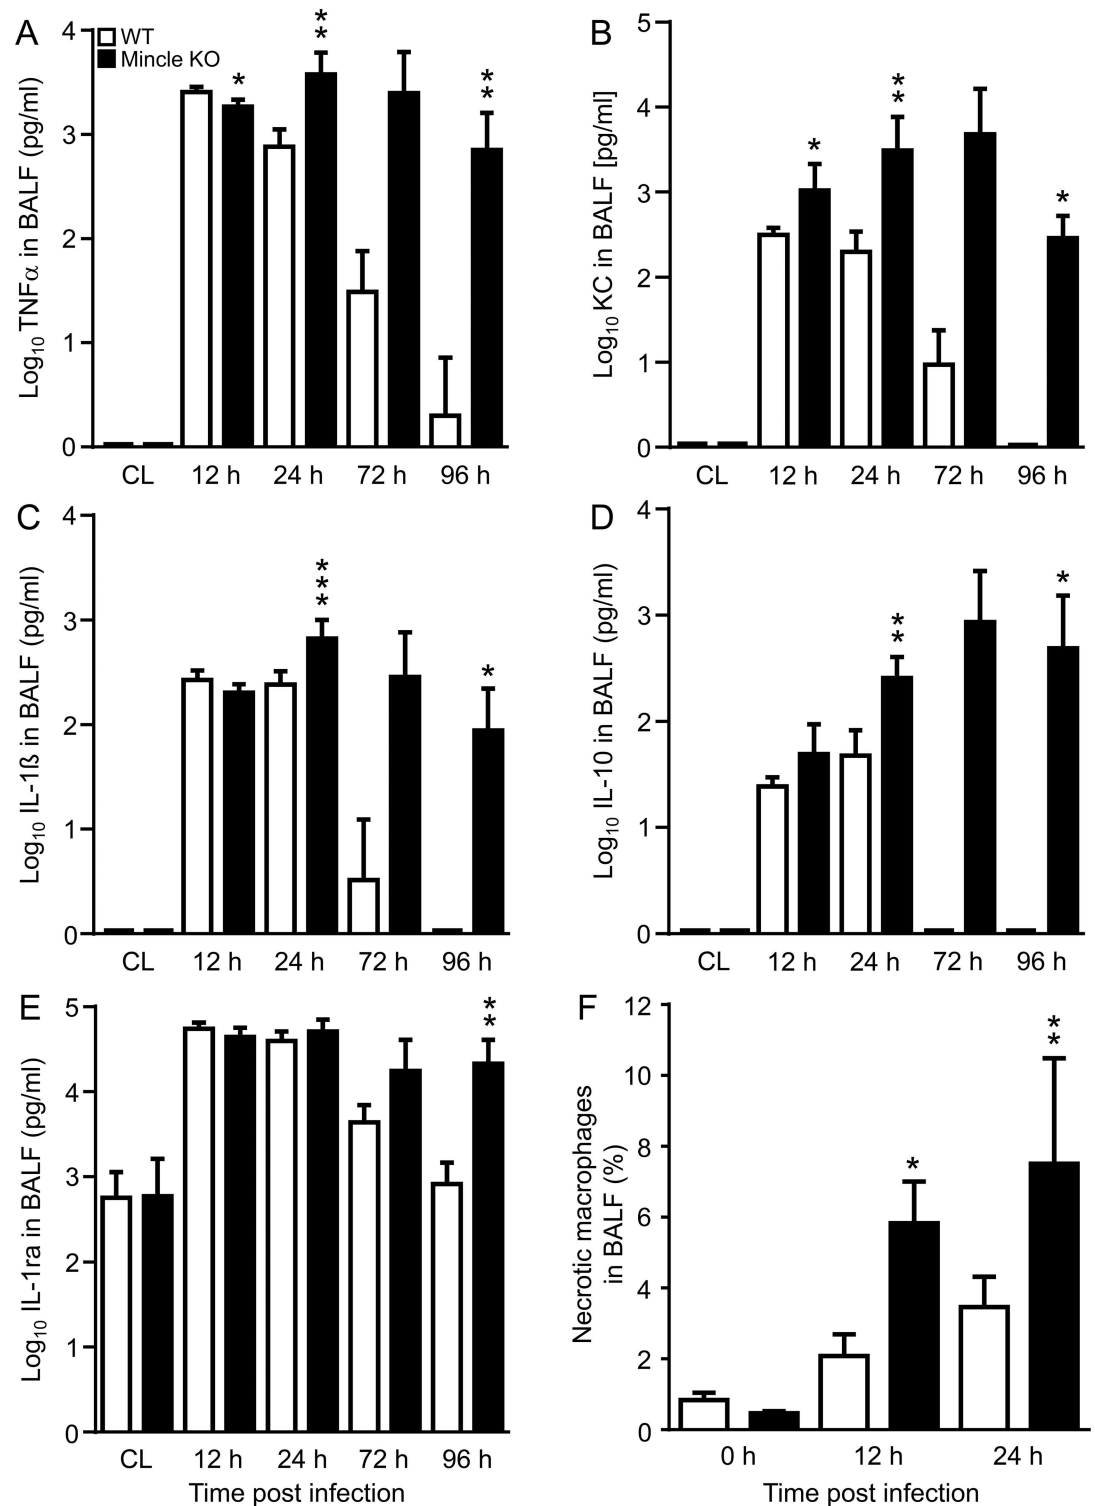 A
4
3
2
1
0
Log10 TNFα in BALF (pg/ml)
WT
Mincle KO
*
**
**
CL 12 h 24 h 72 h 96 h
B
5
4
3
2
1
0
Log10 KC in BALF [pg/ml]
*
**
*
CL 12 h 24 h 72 h 96 h
C
4
3
2
1
0
Log10 IL-1ß in BALF (pg/ml)
***
*
CL 12 h 24 h 72 h 96 h
D
4
3
2
1
0
Log10 IL-10 in BALF (pg/ml)
**
*
CL 12 h 24 h 72 h 96 h
E
5
4
3
2
1
0
Log10 IL-1ra in BALF (pg/ml)
**
CL 12 h 24 h 72 h 96 h
Time post infection
F
12
10
8
6
4
2
0
Necrotic macrophages
in BALF (%)
*
**
0 h 12 h 24 h
Time post infection